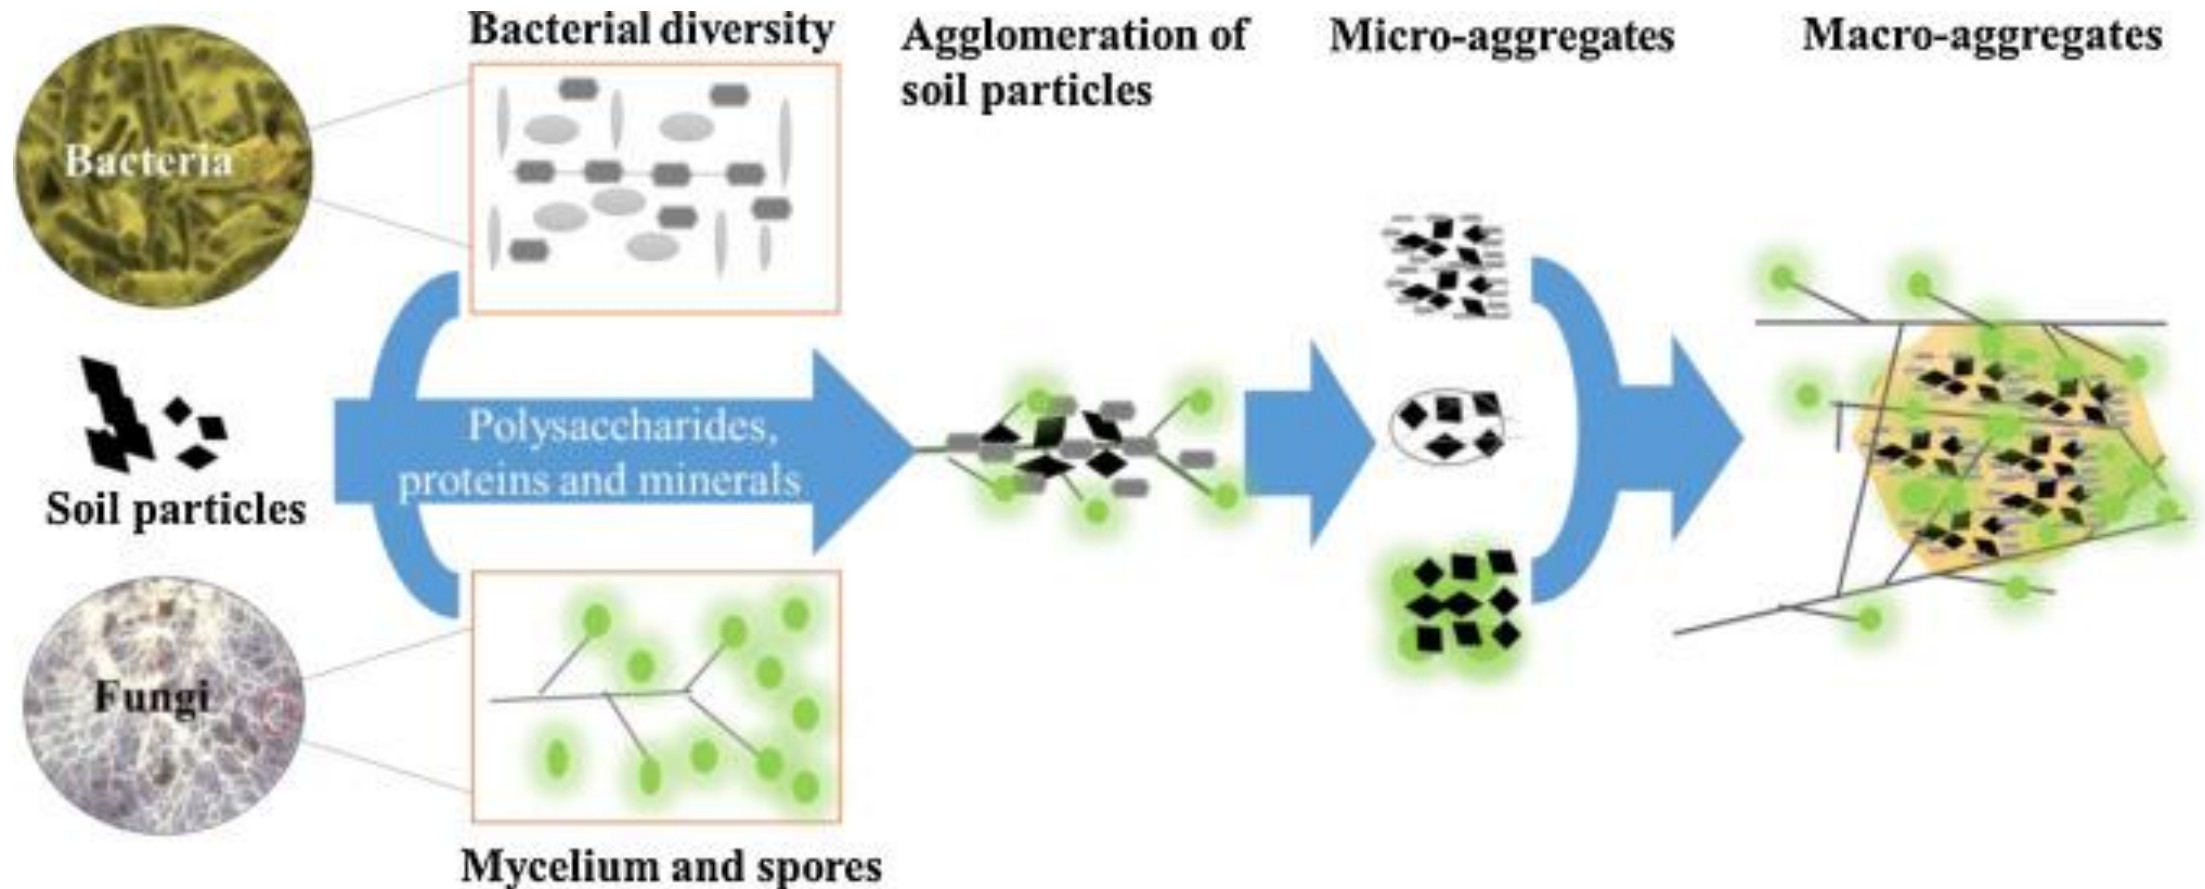 Bacterial diversity
Agglomeration of
soil particles
Micro-aggregates
Macro-aggregates
Bacteria
Polysaccharides,
proteins and minerals
Soil particles
Fungi
Mycelium and spores